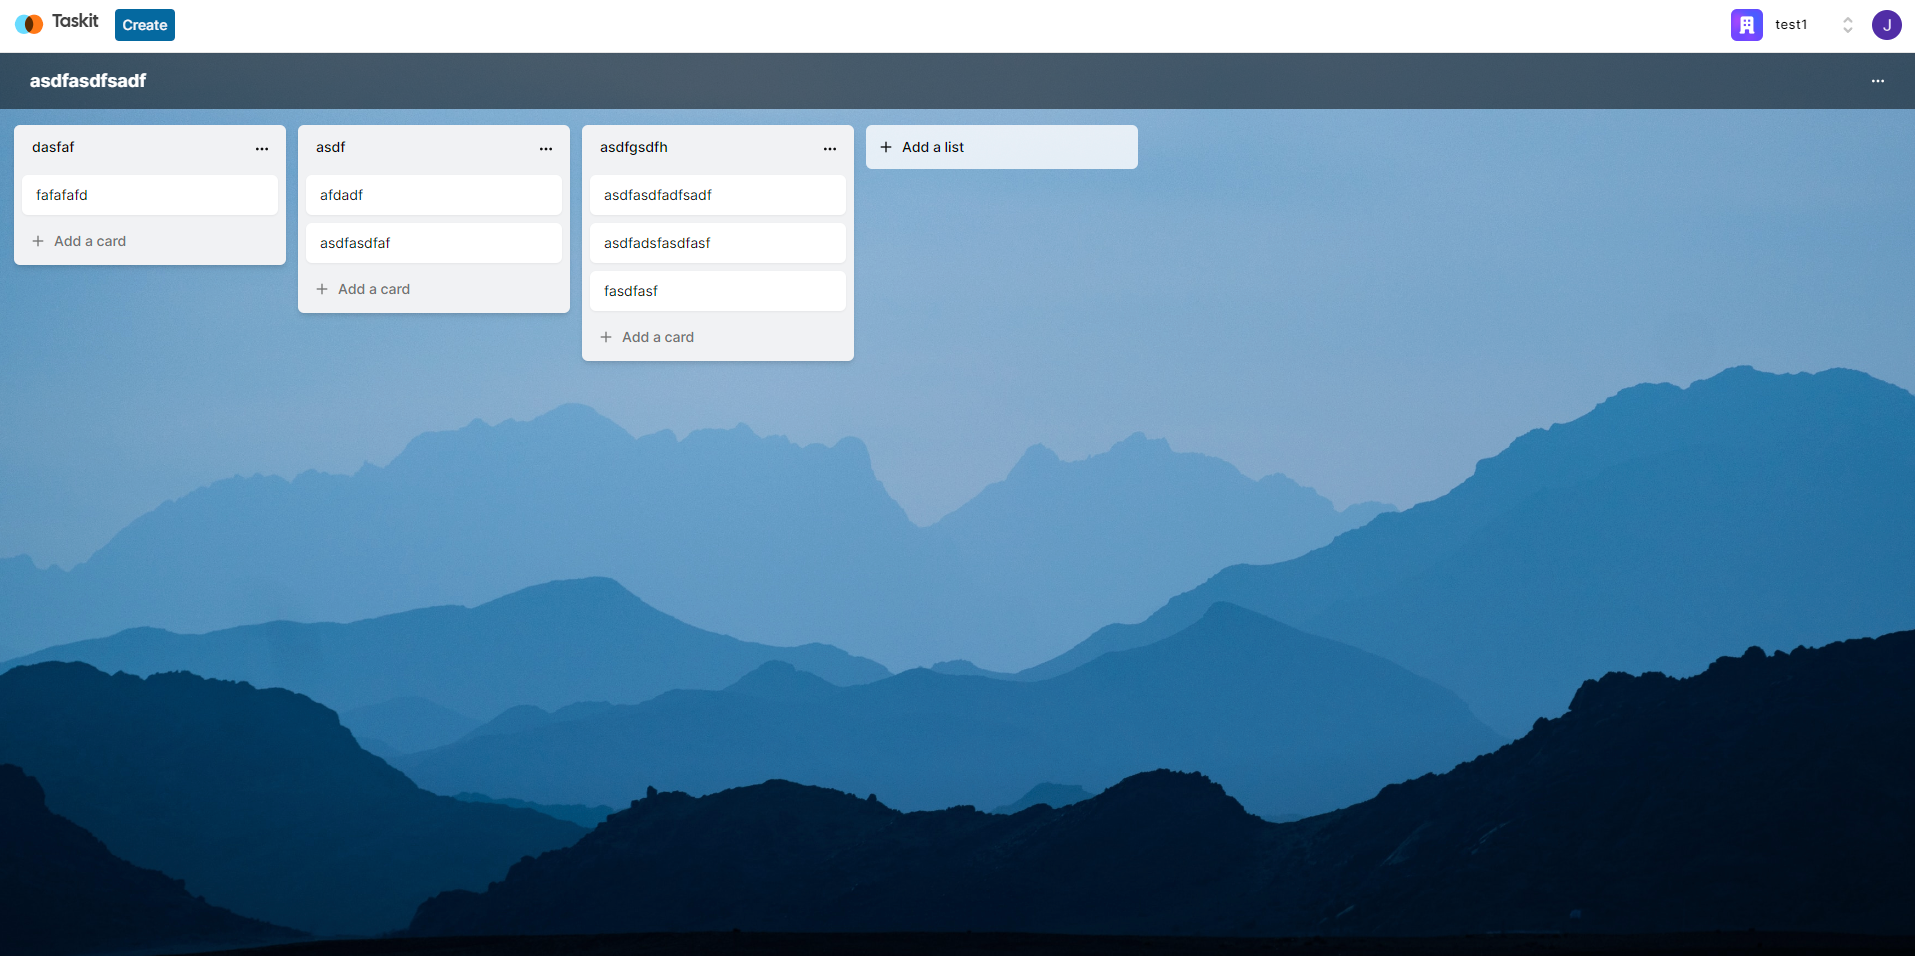 Taskit
Create
test1
J
asdfasdfsadf
dasfaf
fafafafd
+ Add a card
asdf
afdadf
asdfasdfaf
+ Add a card
asdfgsdfh
asdfasdfadfsadf
asdfadsfasdfasf
fasdfasf
+ Add a card
+ Add a list